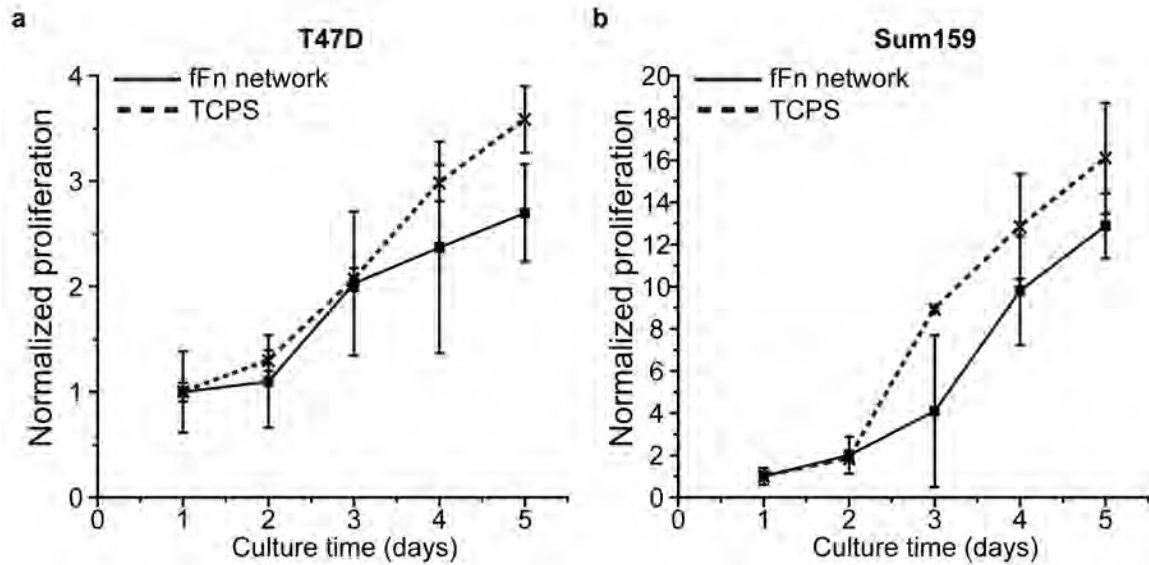 a
T47D
fFn network
TCPS
Normalized proliferation
4
3
2
1
0
0 1 2 3 4 5
Culture time (days)
b
Sum159
fFn network
TCPS
Normalized proliferation
20
18
16
14
12
10
8
6
4
2
0
0 1 2 3 4 5
Culture time (days)